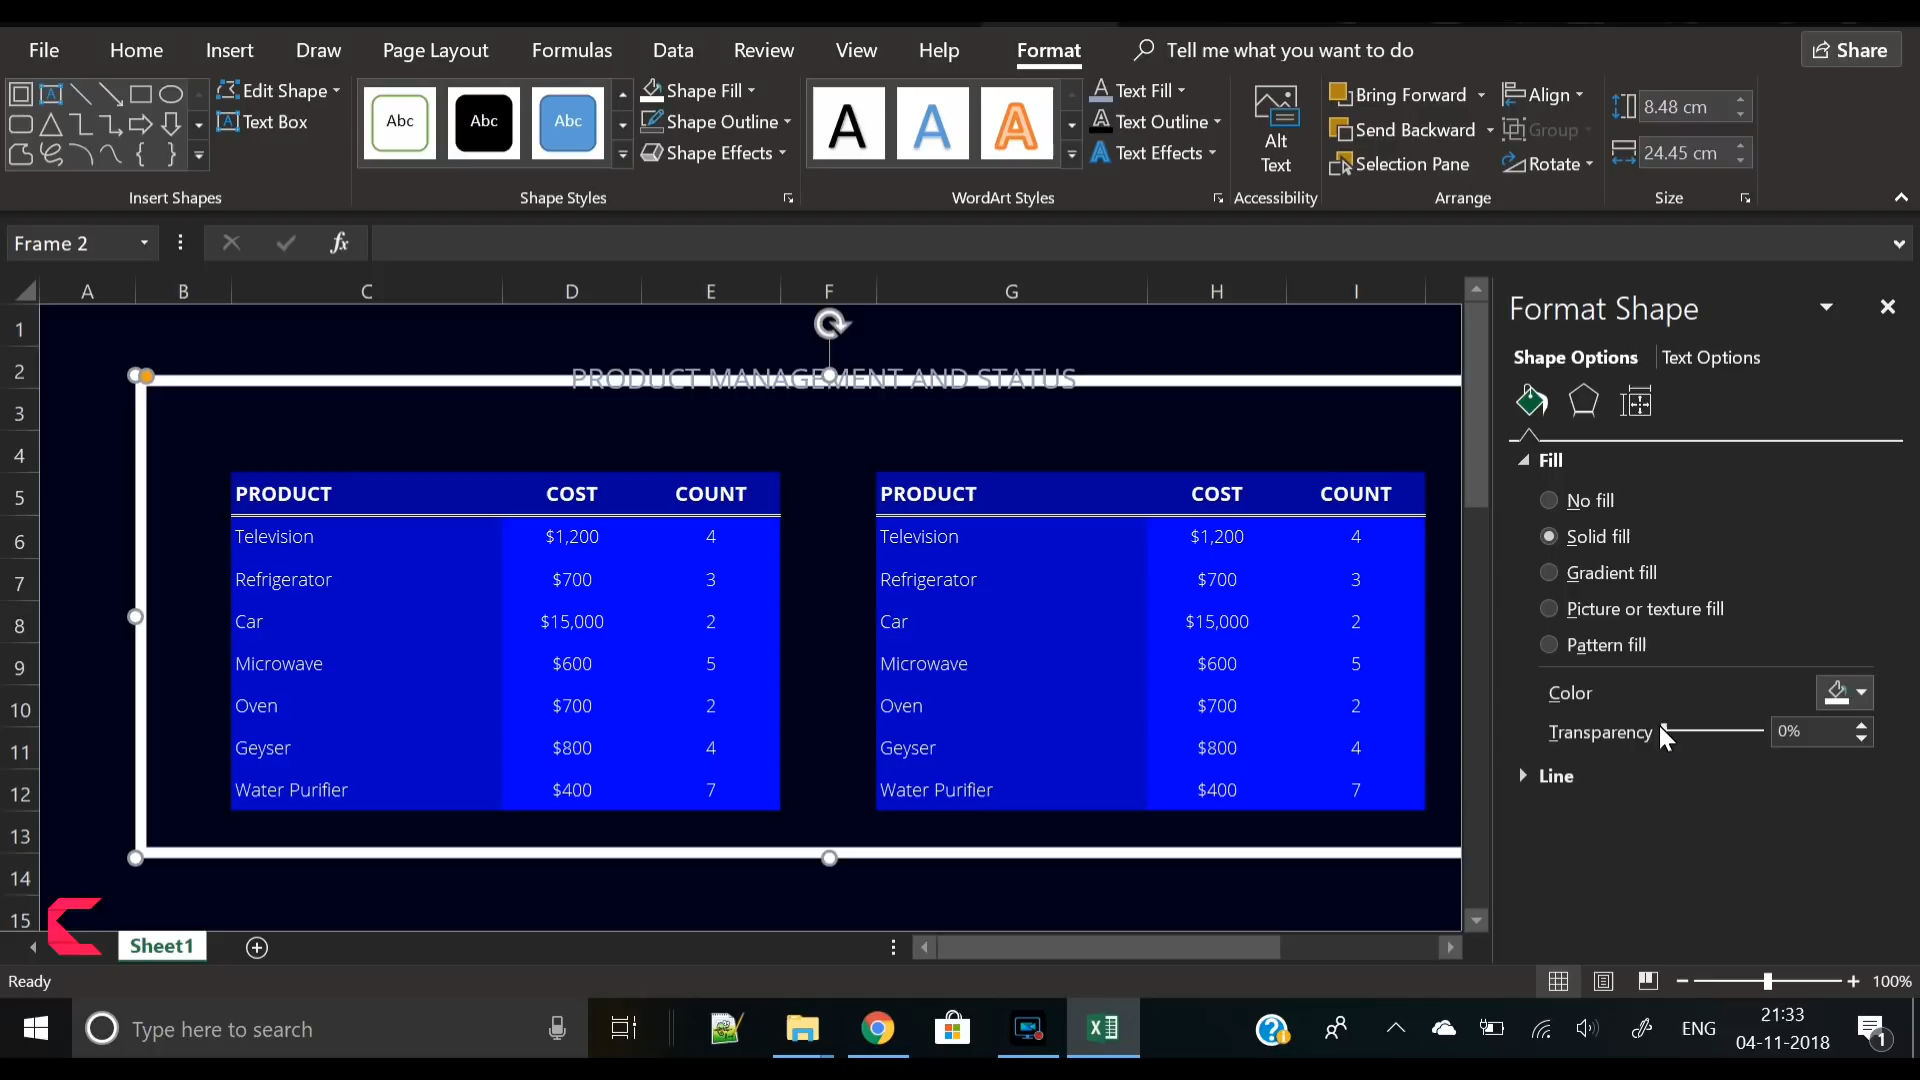 File Home Insert Draw Page Layout Formulas Data Review View Help Format Tell me what you want to do Share
Edit Shape
Text Box
Insert Shapes
Abc Abc Abc
Shape Fill
Shape Outline
Shape Effects
Shape Styles
A A A
Text Fill
Text Outline
Text Effects
WordArt Styles
Alt
Text
Accessibility
Bring Forward
Send Backward
Selection Pane
Align
Group
Rotate
Arrange
8.48 cm
24.45 cm
Size
Frame 2 fx
A B C D E F G H I
1
2 PRODUCT MANAGEMENT AND STATUS
3
4
5 PRODUCT COST COUNT PRODUCT COST COUNT
6 Television $1,200 4 Television $1,200 4
7 Refrigerator $700 3 Refrigerator $700 3
8 Car $15,000 2 Car $15,000 2
9 Microwave $600 5 Microwave $600 5
10 Oven $700 2 Oven $700 2
11 Geyser $800 4 Geyser $800 4
12 Water Purifier $400 7 Water Purifier $400 7
13
14
15
Format Shape
Shape Options Text Options
Fill
No fill
Solid fill
Gradient fill
Picture or texture fill
Pattern fill
Color
Transparency 0%
Line
Sheet1
Ready 100%
Type here to search ENG 21:33
04-11-2018
1